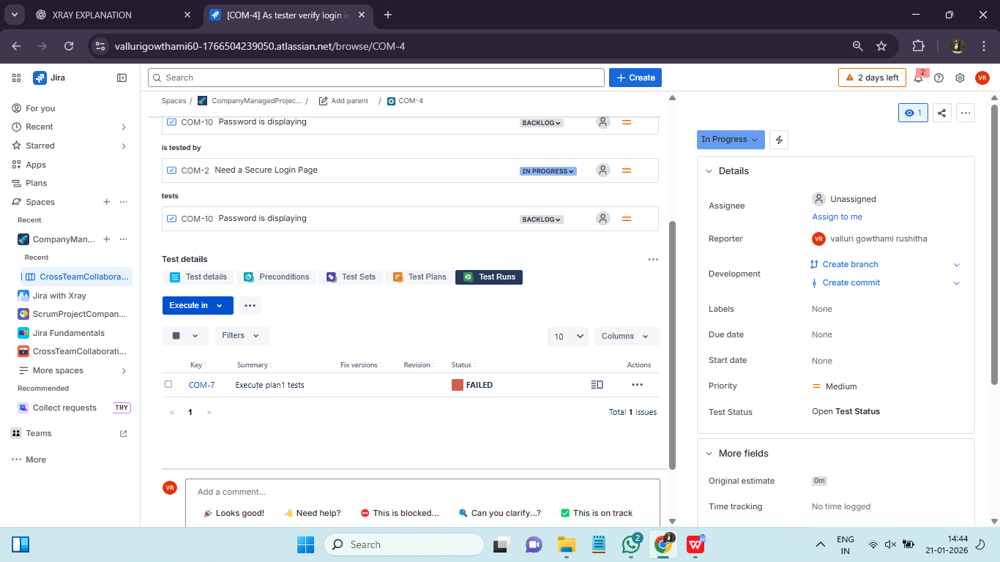 XRAY EXPLANATION
[COM-4] As tester verify login is
vallurigowthami60-1766504239050.atlassian.net/browse/COM-4
Jira
Search
+ Create
2 days left
2
VR
For you
Recent
Starred
Apps
Plans
Spaces
Recent
CompanyMan...
Recent
CrossTeamCollabora...
Jira with Xray
ScrumProjectCompan...
Jira Fundamentals
CrossTeamCollaborati...
More spaces
Recommended
Collect requests TRY
Teams
More
Spaces / CompanyManagedProjec... / Add parent / COM-4
COM-10 Password is displaying BACKLOG
is tested by
COM-2 Need a Secure Login Page IN PROGRESS
tests
COM-10 Password is displaying BACKLOG
Test details
Test details Preconditions Test Sets Test Plans Test Runs
Execute in
Filters 10 Columns
Key Summary Fix versions Revision Status Actions
COM-7 Execute plan1 tests FAILED
< 1 > Total 1 issues
VR
Add a comment...
Looks good! Need help? This is blocked... Can you clarify...? This is on track
1
In Progress
Details
Assignee Unassigned
Assign to me
Reporter VR valluri gowthami rushitha
Development Create branch
Create commit
Labels None
Due date None
Start date None
Priority Medium
Test Status Open Test Status
More fields
Original estimate 0m
Time tracking No time logged
Search
2
ENG
IN
14:44
21-01-2026